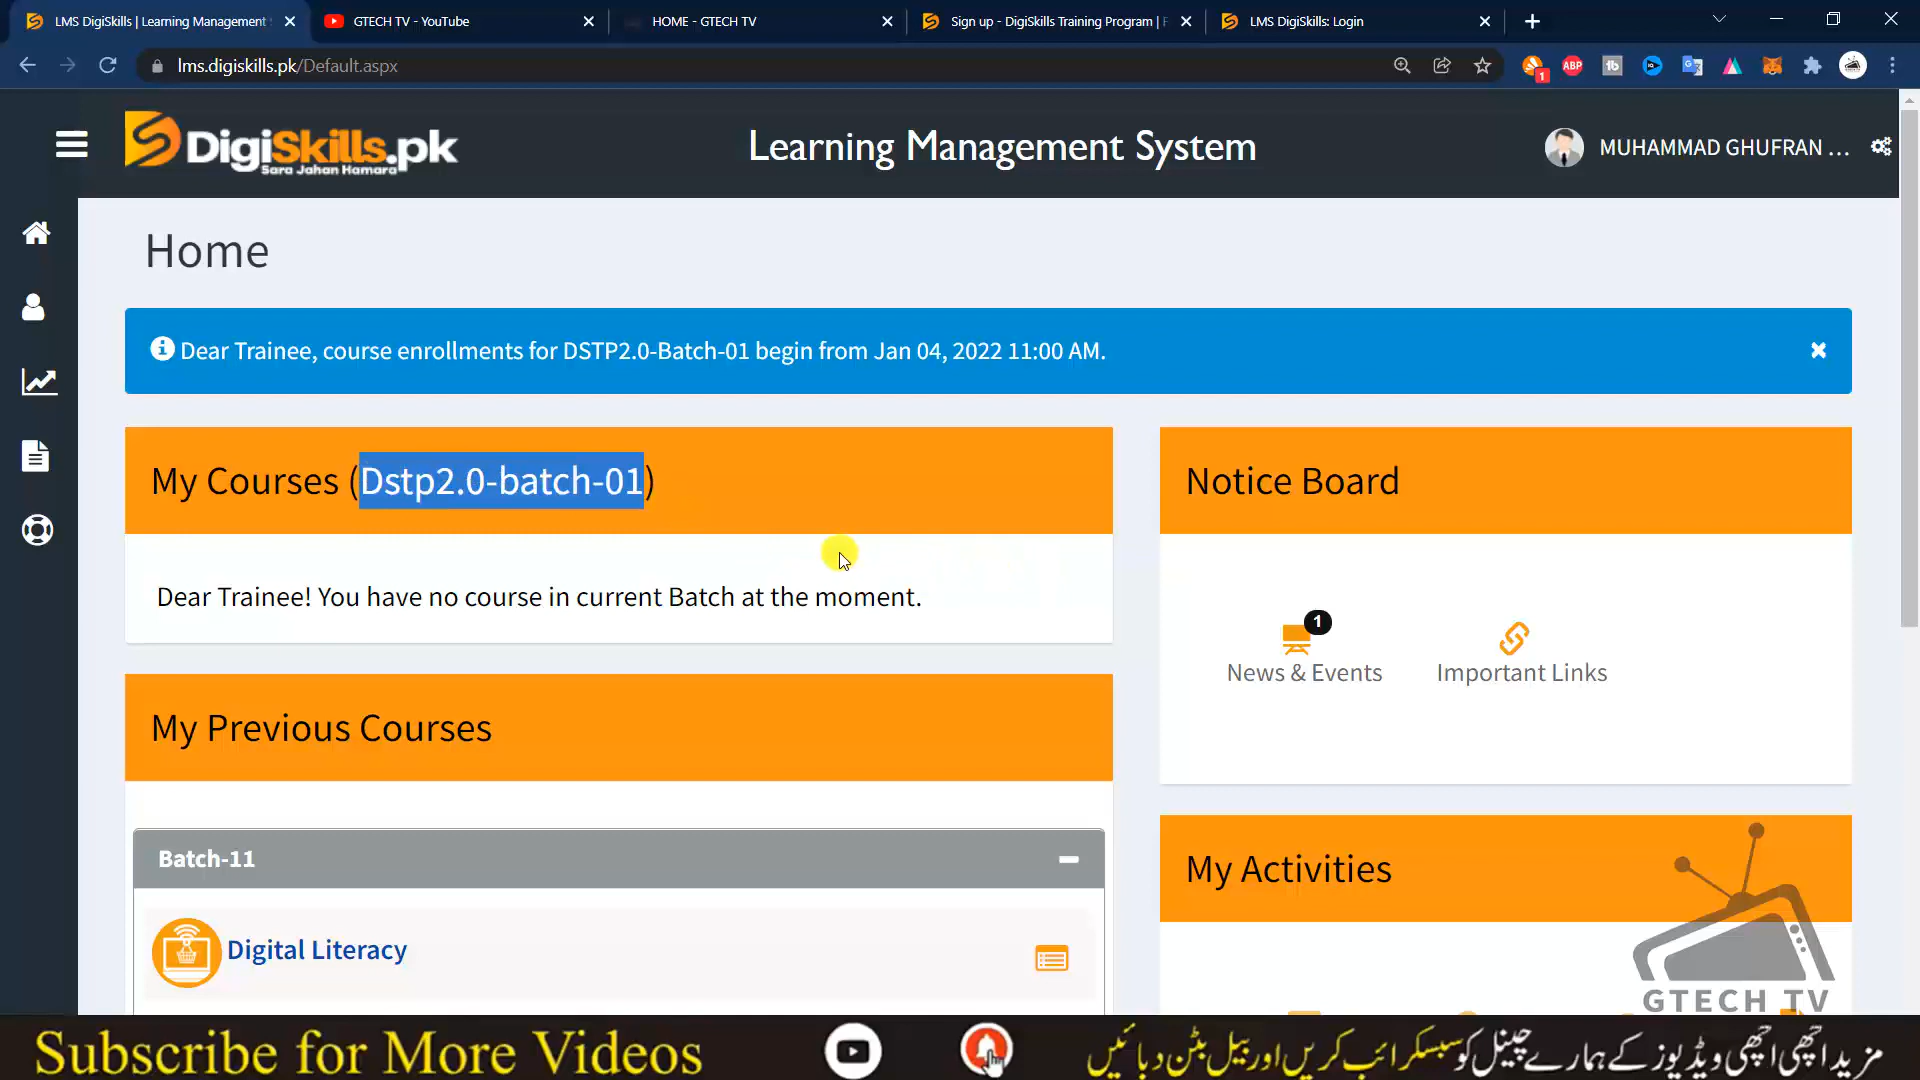 LMS DigiSkills | Learning Management
GTECH TV - YouTube
HOME - GTECH TV
Sign up - DigiSkills Training Program |
LMS DigiSkills: Login
lms.digiskills.pk/Default.aspx
1
ABP
tb
DigiSkills.pk
Sara Jahan Hamara
Learning Management System
MUHAMMAD GHUFRAN ...
Home
Dear Trainee, course enrollments for DSTP2.0-Batch-01 begin from Jan 04, 2022 11:00 AM.
My Courses (Dstp2.0-batch-01)
Dear Trainee! You have no course in current Batch at the moment.
Notice Board
1
News & Events
Important Links
My Previous Courses
Batch-11
Digital Literacy
My Activities
GTECH TV
Subscribe for More Videos
مزید اچھی اچھی ویڈیوز کے ہمارے چینل کو سبسکرائب کریں اور بیل بٹن دبائیں